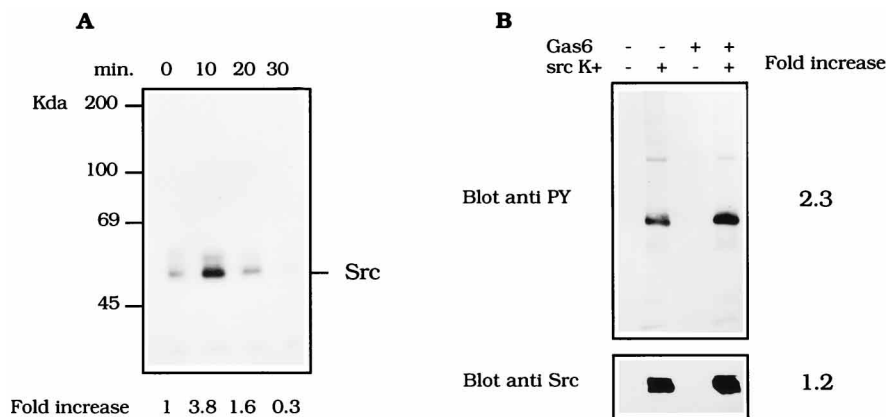 A
min. 0 10 20 30
Kda 200
100
69
Src
45
Fold increase 1 3.8 1.6 0.3
B
Gas6 - - + +
src K+ - + - + Fold increase
Blot anti PY 2.3
Blot anti Src 1.2